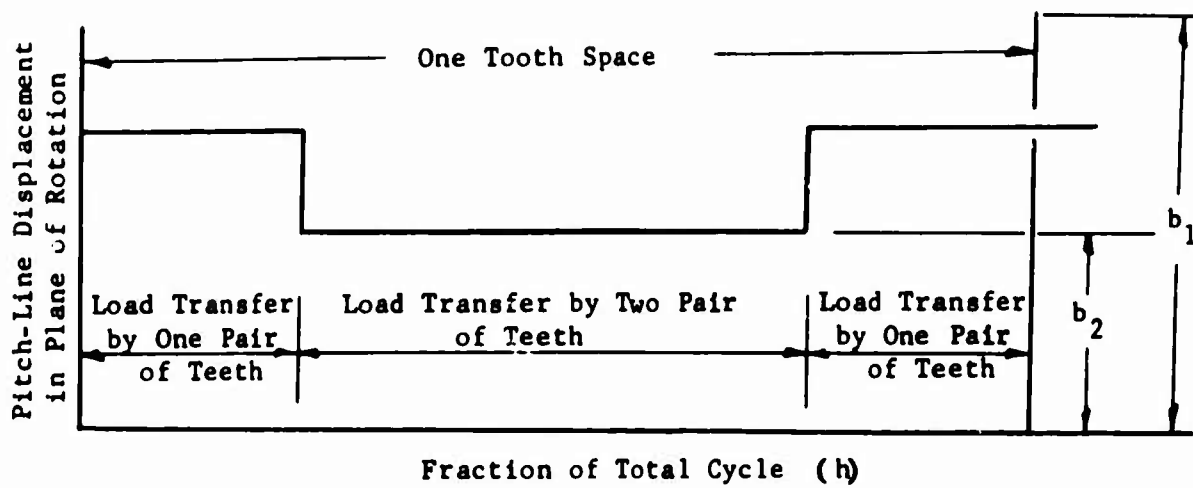 Pitch-Line Displacement
in Plane of Rotation
One Tooth Space
b1
b2
Load Transfer
by One Pair
of Teeth
Load Transfer by Two Pair
of Teeth
Load Transfer
by One Pair
of Teeth
Fraction of Total Cycle (h)